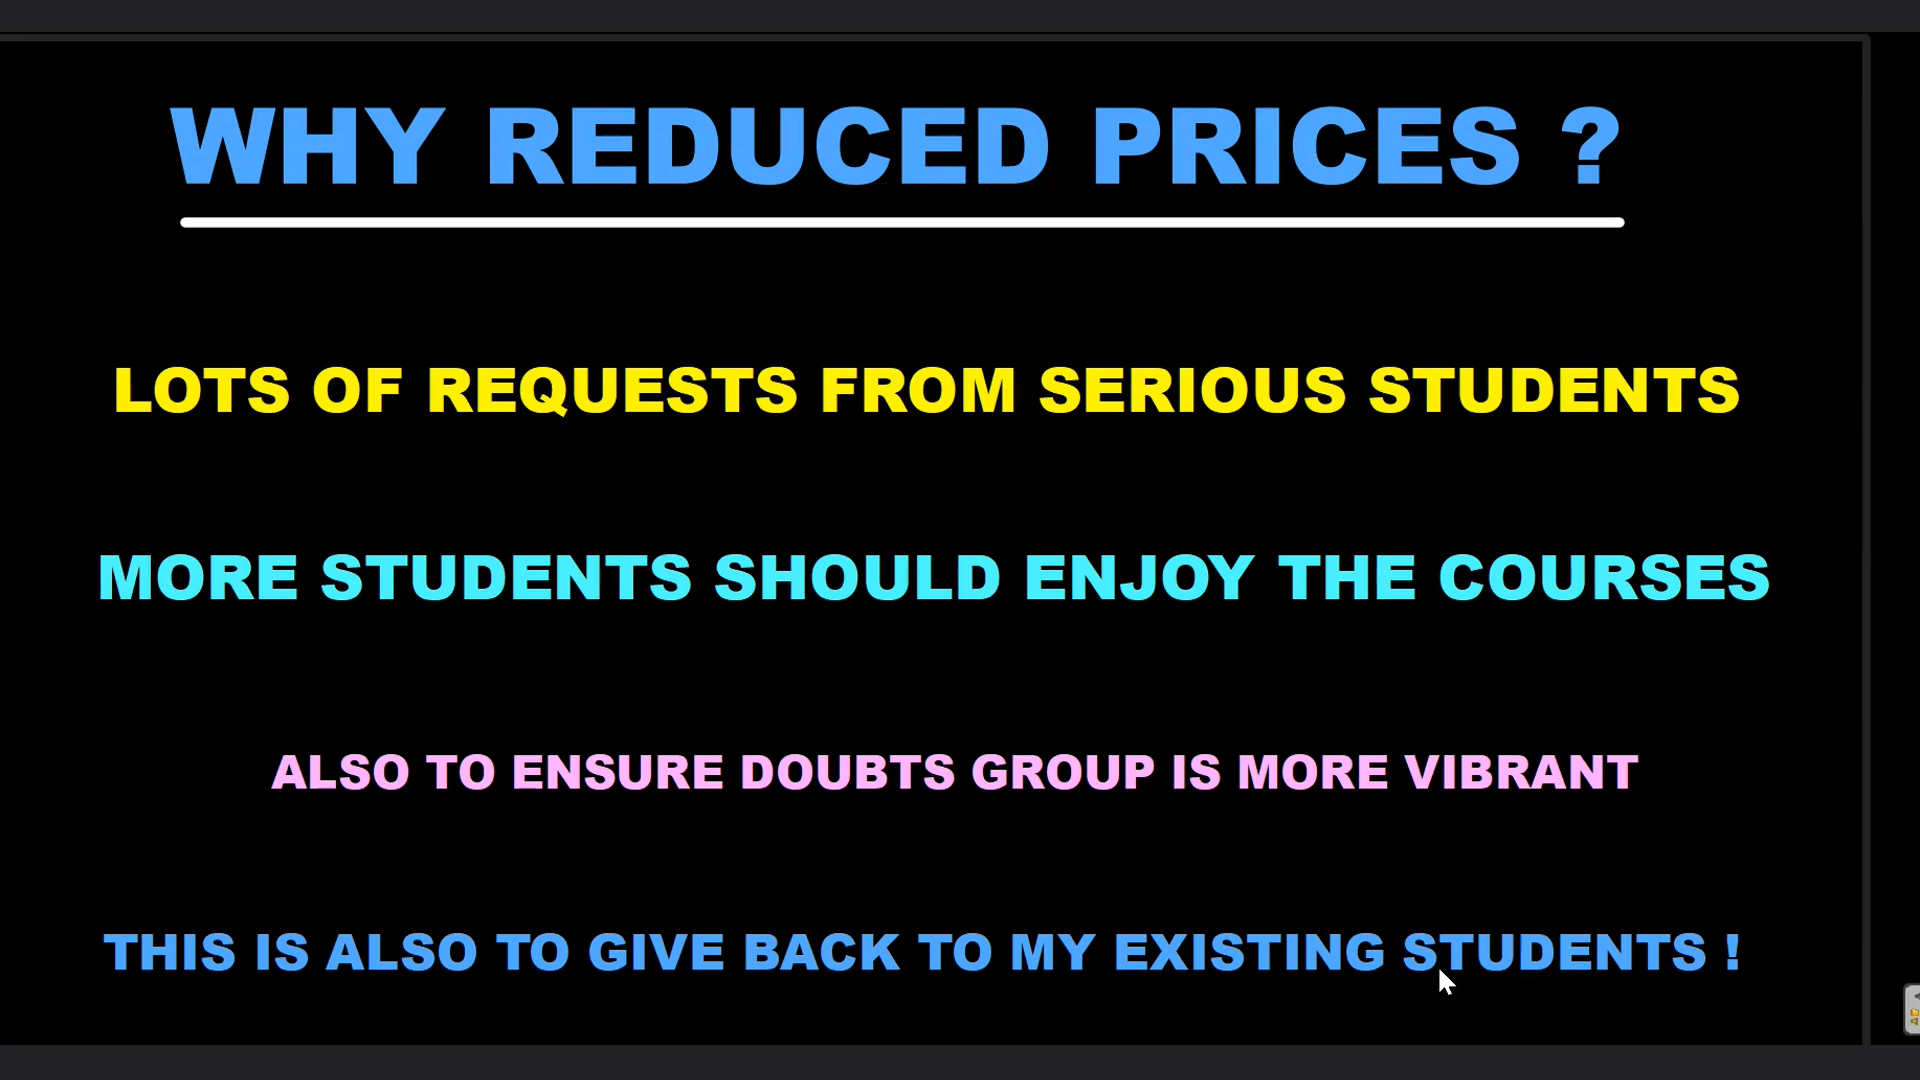 WHY REDUCED PRICES ?
LOTS OF REQUESTS FROM SERIOUS STUDENTS
MORE STUDENTS SHOULD ENJOY THE COURSES
ALSO TO ENSURE DOUBTS GROUP IS MORE VIBRANT
THIS IS ALSO TO GIVE BACK TO MY EXISTING STUDENTS !